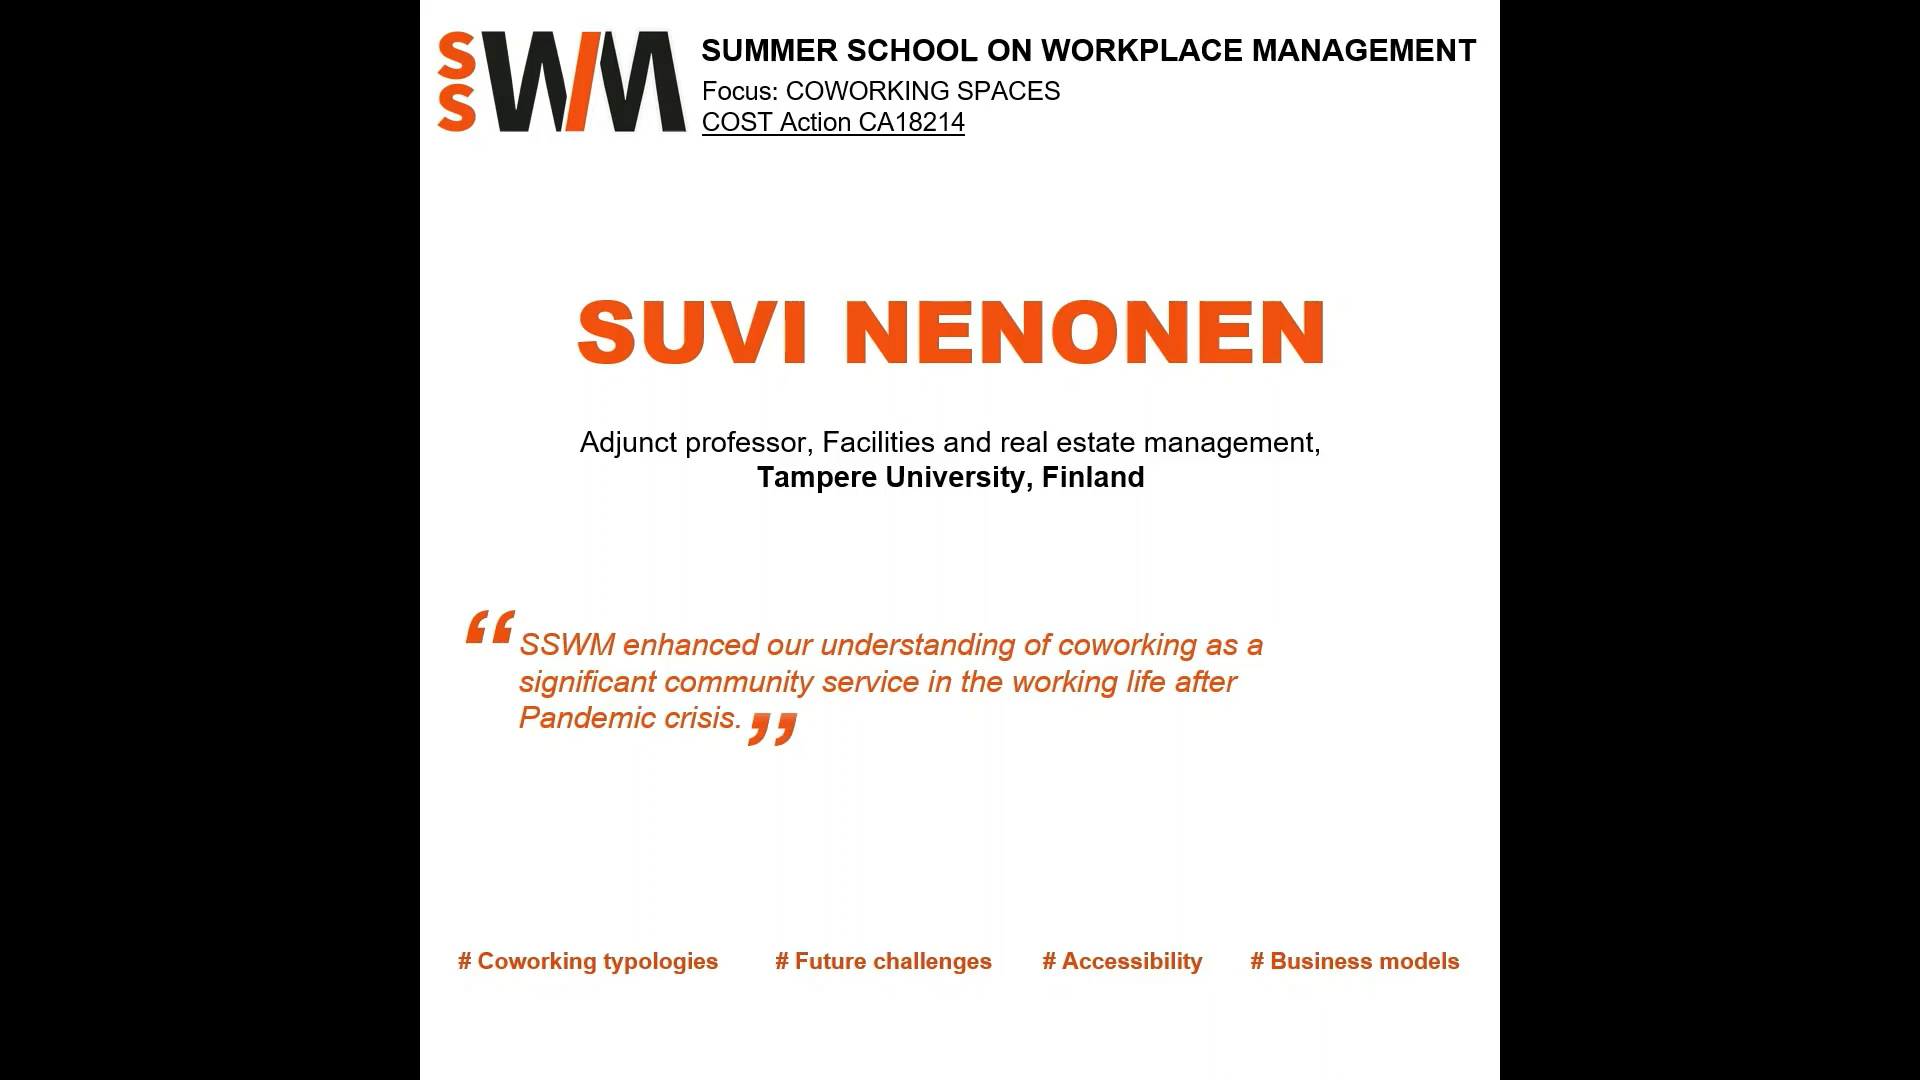 SSWM
SUMMER SCHOOL ON WORKPLACE MANAGEMENT
Focus: COWORKING SPACES
COST Action CA18214
SUVI NENONEN
Adjunct professor, Facilities and real estate management,
Tampere University, Finland
“SSWM enhanced our understanding of coworking as a
significant community service in the working life after
Pandemic crisis.”
# Coworking typologies # Future challenges # Accessibility # Business models